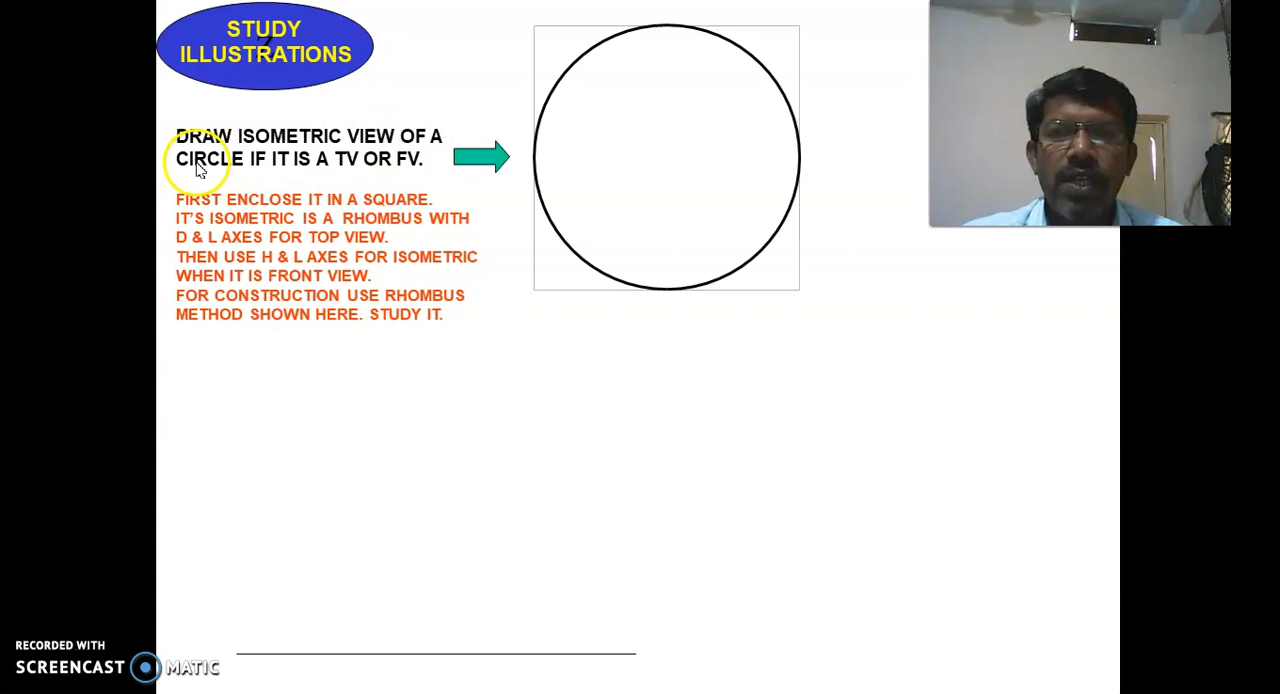 STUDY
ILLUSTRATIONS
DRAW ISOMETRIC VIEW OF A
CIRCLE IF IT IS A TV OR FV.
FIRST ENCLOSE IT IN A SQUARE.
IT'S ISOMETRIC IS A RHOMBUS WITH
D & L AXES FOR TOP VIEW.
THEN USE H & L AXES FOR ISOMETRIC
WHEN IT IS FRONT VIEW.
FOR CONSTRUCTION USE RHOMBUS
METHOD SHOWN HERE. STUDY IT.
RECORDED WITH
SCREENCAST MATIC